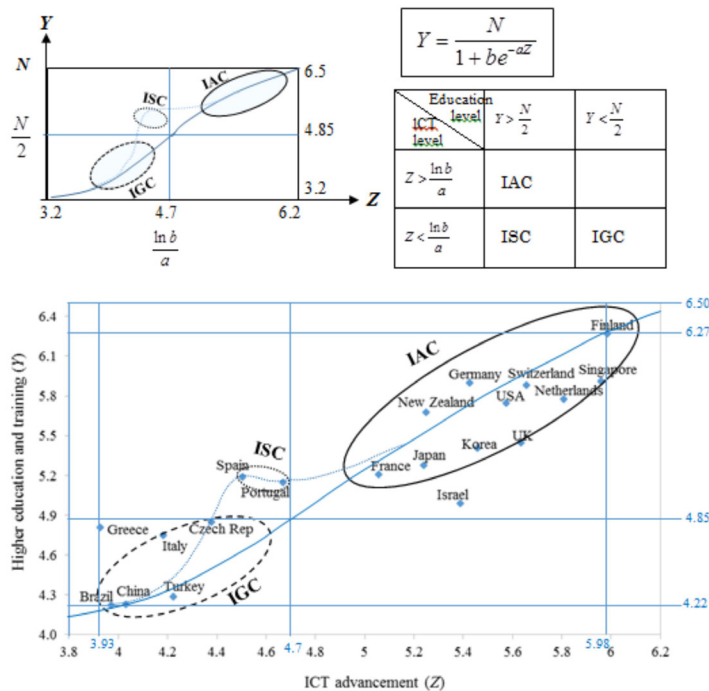 Y
N
N/2
ISC
IAC
IGC
6.5
4.85
3.2
3.2
4.7
6.2
Z
ln b/a
Y = N/(1 + be^-aZ)
Education level
ICT level
Y > N/2
Y < N/2
Z > ln b/a
IAC
Z < ln b/a
ISC
IGC
Higher education and training (Y)
6.4
6.1
5.8
5.5
5.2
4.9
4.6
4.3
4.0
6.50
6.27
4.85
4.22
IAC
Finland
Germany
Switzerland
Singapore
New Zealand
USA
Netherlands
ISC
Spain
Portugal
France
Japan
Korea
UK
Israel
Greece
Czech Rep
Italy
Brazil
China
Turkey
IGC
3.8
4
4.2
4.4
4.6
4.8
5
5.2
5.4
5.6
5.8
6
6.2
3.93
4.7
5.98
ICT advancement (Z)